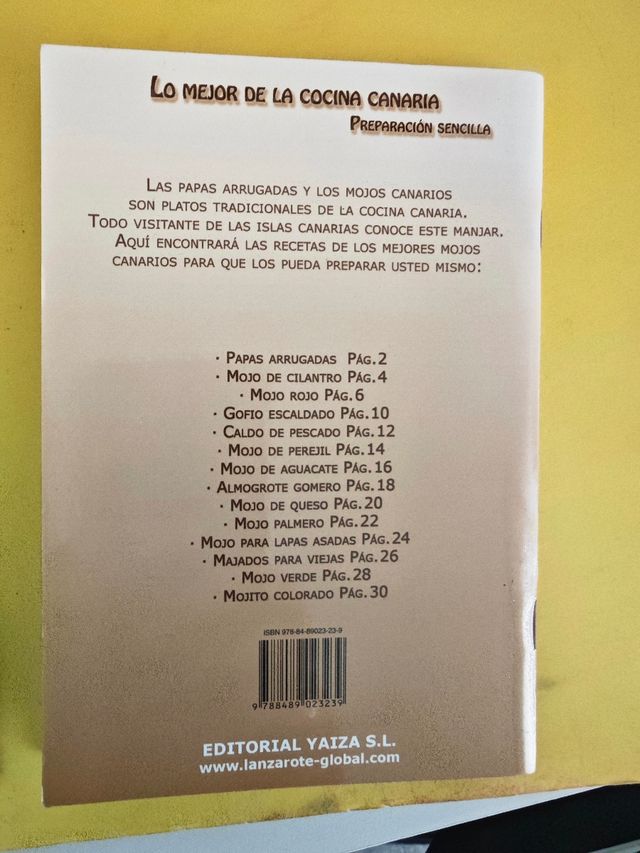 LO MEJOR DE LA COCINA CANARIA
PREPARACIÓN SENCILLA
LAS PAPAS ARRUGADAS Y LOS MOJOS CANARIOS
SON PLATOS TRADICIONALES DE LA COCINA CANARIA.
TODO VISITANTE DE LAS ISLAS CANARIAS CONOCE ESTE MANJAR.
AQUÍ ENCONTRARÁ LAS RECETAS DE LOS MEJORES MOJOS
CANARIOS PARA QUE LOS PUEDA PREPARAR USTED MISMO:
· PAPAS ARRUGADAS PÁG.2
· MOJO DE CILANTRO PÁG.4
· MOJO ROJO PÁG.6
· GOFIO ESCALDADO PÁG.10
· CALDO DE PESCADO PÁG.12
· MOJO DE PEREJIL PÁG.14
· MOJO DE AGUACATE PÁG.16
· ALMOGROTE GOMERO PÁG.18
· MOJO DE QUESO PÁG.20
· MOJO PALMERO PÁG.22
· MOJO PARA LAPAS ASADAS PÁG.24
· MAJADOS PARA VIEJAS PÁG.26
· MOJO VERDE PÁG.28
· MOJITO COLORADO PÁG.30
ISBN 978-84-89023-23-9
9 788489 023239
EDITORIAL YAIZA S.L.
www.lanzarote-global.com